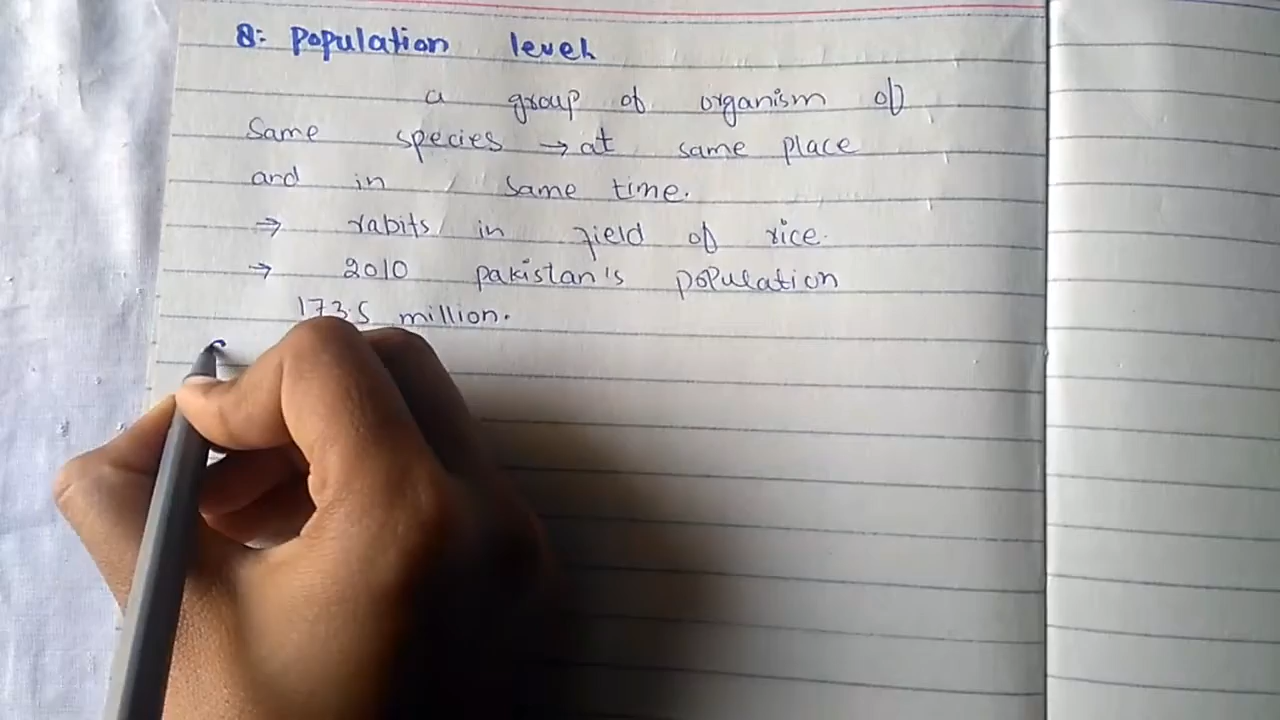 8: Population level
a group of organism of
Same species → at same place
and in same time.
⇒ rabits in field of rice.
→ 2010 pakistan's population
173.5 million.